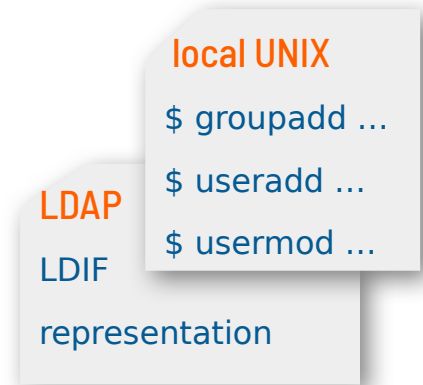 local UNIX
$ groupadd ...
$ useradd ...
$ usermod ...
LDAP
LDIF
representation